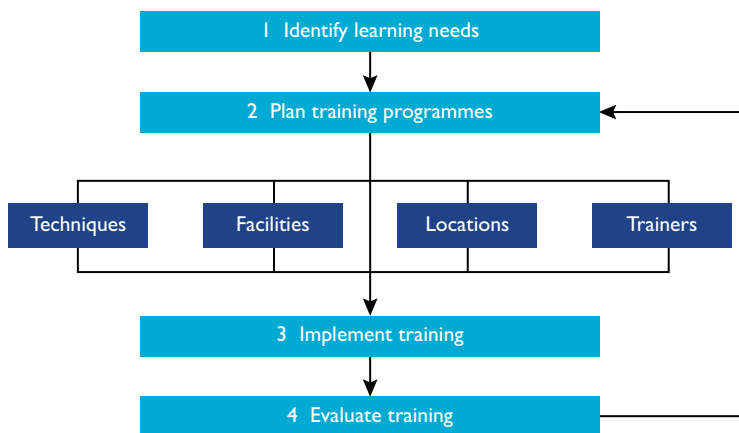 1 Identify learning needs
2 Plan training programmes
Techniques
Facilities
Locations
Trainers
3 Implement training
4 Evaluate training